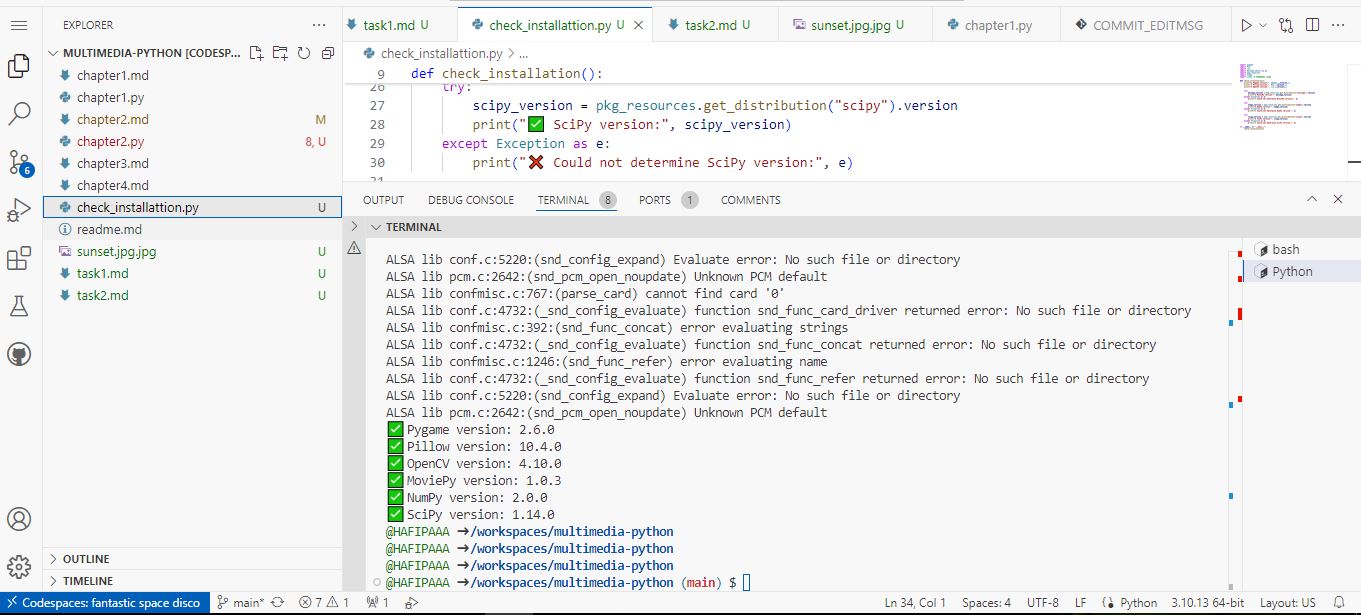 EXPLORER
MULTIMEDIA-PYTHON [CODESP...
chapter1.md
chapter1.py
chapter2.md M
chapter2.py 8, U
chapter3.md
chapter4.md
check_installattion.py U
readme.md
sunset.jpg.jpg U
task1.md U
task2.md U
OUTLINE
TIMELINE
6
task1.md U
check_installattion.py U
task2.md U
sunset.jpg.jpg U
chapter1.py
COMMIT_EDITMSG
check_installattion.py > ...
9 def check_installation():
26 try:
27 scipy_version = pkg_resources.get_distribution("scipy").version
28 print("✅ SciPy version:", scipy_version)
29 except Exception as e:
30 print("❌ Could not determine SciPy version:", e)
31
OUTPUT DEBUG CONSOLE TERMINAL 8 PORTS 1 COMMENTS
TERMINAL
ALSA lib conf.c:5220:(snd_config_expand) Evaluate error: No such file or directory
ALSA lib pcm.c:2642:(snd_pcm_open_noupdate) Unknown PCM default
ALSA lib confmisc.c:767:(parse_card) cannot find card '0'
ALSA lib conf.c:4732:(_snd_config_evaluate) function snd_func_card_driver returned error: No such file or directory
ALSA lib confmisc.c:392:(snd_func_concat) error evaluating strings
ALSA lib conf.c:4732:(_snd_config_evaluate) function snd_func_concat returned error: No such file or directory
ALSA lib confmisc.c:1246:(snd_func_refer) error evaluating name
ALSA lib conf.c:4732:(_snd_config_evaluate) function snd_func_refer returned error: No such file or directory
ALSA lib conf.c:5220:(snd_config_expand) Evaluate error: No such file or directory
ALSA lib pcm.c:2642:(snd_pcm_open_noupdate) Unknown PCM default
✅ Pygame version: 2.6.0
✅ Pillow version: 10.4.0
✅ OpenCV version: 4.10.0
✅ MoviePy version: 1.0.3
✅ NumPy version: 2.0.0
✅ SciPy version: 1.14.0
@HAFIPAAA ➜/workspaces/multimedia-python
@HAFIPAAA ➜/workspaces/multimedia-python
@HAFIPAAA ➜/workspaces/multimedia-python
@HAFIPAAA ➜/workspaces/multimedia-python (main) $
bash
Python
Codespaces: fantastic space disco main* 7 1 1 Ln 34, Col 1 Spaces: 4 UTF-8 LF Python 3.10.13 64-bit Layout: US